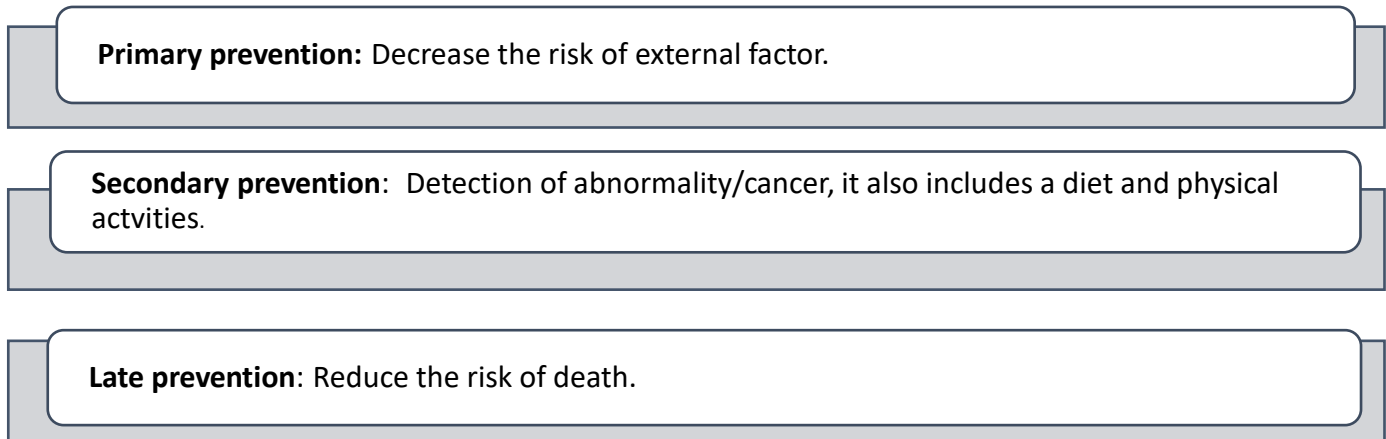 Primary prevention: Decrease the risk of external factor.
Secondary prevention:  Detection of abnormality/cancer, it also includes a diet and physical
actvities.
Late prevention: Reduce the risk of death.